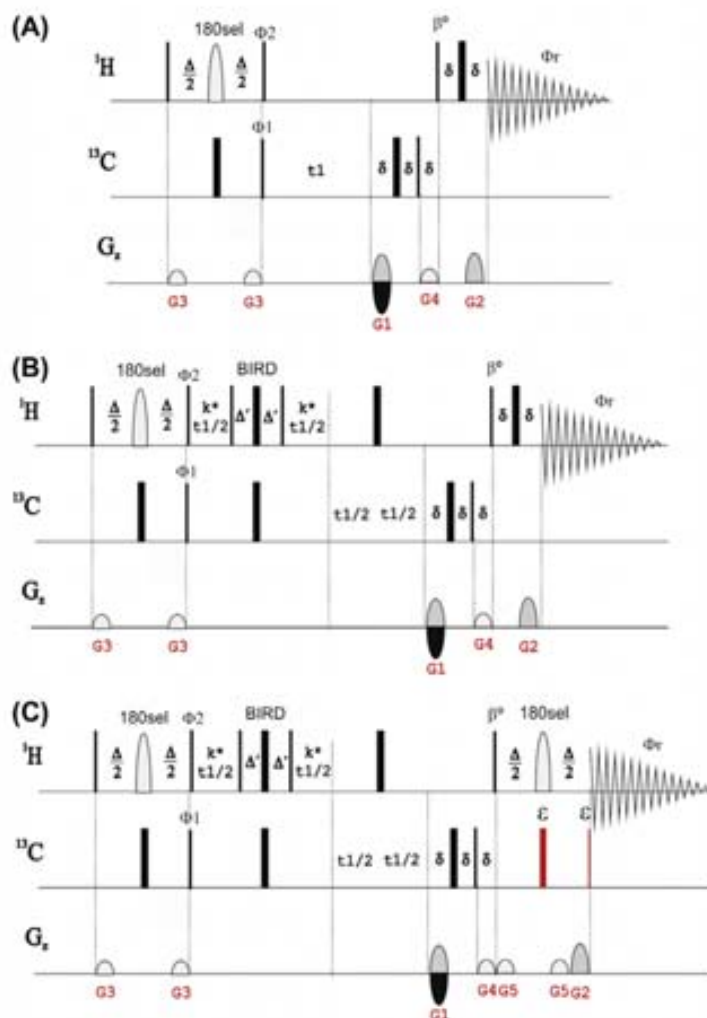 (A)
180sel Φ2 β°
¹H Δ/2 Δ/2 δ δ Φr
Φ1
¹³C t1 δ δ δ
Gz
G3 G3 G1 G4 G2
(B)
180sel Φ2 BIRD β°
¹H Δ/2 Δ/2 k* t1/2 Δ' Δ' k* t1/2 δ δ Φr
Φ1
¹³C t1/2 t1/2 δ δ δ
Gz
G3 G3 G1 G4 G2
(C)
180sel Φ2 BIRD β° 180sel
¹H Δ/2 Δ/2 k* t1/2 Δ' Δ' k* t1/2 Δ/2 Δ/2 Φr
Φ1 ε ε
¹³C t1/2 t1/2 δ δ δ
Gz
G3 G3 G1 G4 G5 G5 G2